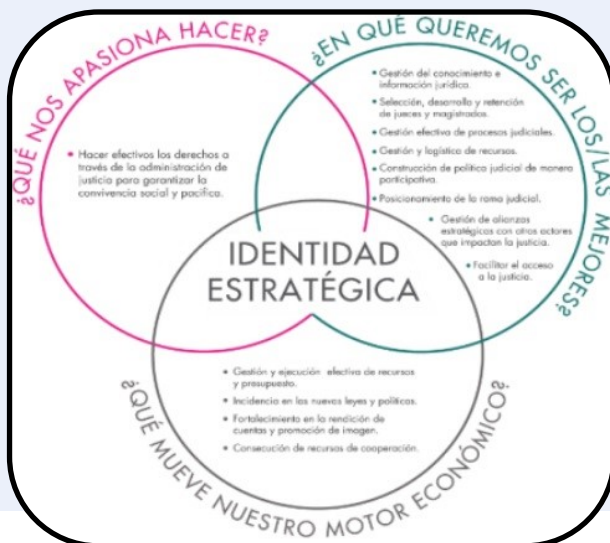 ¿QUÉ NOS APASIONA HACER?
• Hacer efectivos los derechos a
través de la administración de
justicia para garantizar la
convivencia social y pacífica.
¿EN QUÉ QUEREMOS SER LOS/LAS MEJORES?
• Gestión del conocimiento e
información jurídica.
• Selección, desarrollo y retención
de jueces y magistrados.
• Gestión efectiva de procesos judiciales.
• Gestión y logística de recursos.
• Construcción de política judicial de manera
participativa.
• Posicionamiento de la rama judicial.
• Gestión de alianzas
estratégicas con otros actores
que impactan la justicia.
• Facilitar el acceso
a la justicia.
IDENTIDAD
ESTRATÉGICA
• Gestión y ejecución efectiva de recursos
y presupuesto.
• Incidencia en las nuevas leyes y políticas.
• Fortalecimiento en la rendición de
cuentas y promoción de imagen.
• Consecución de recursos de cooperación.
¿QUÉ MUEVE NUESTRO MOTOR ECONÓMICO?